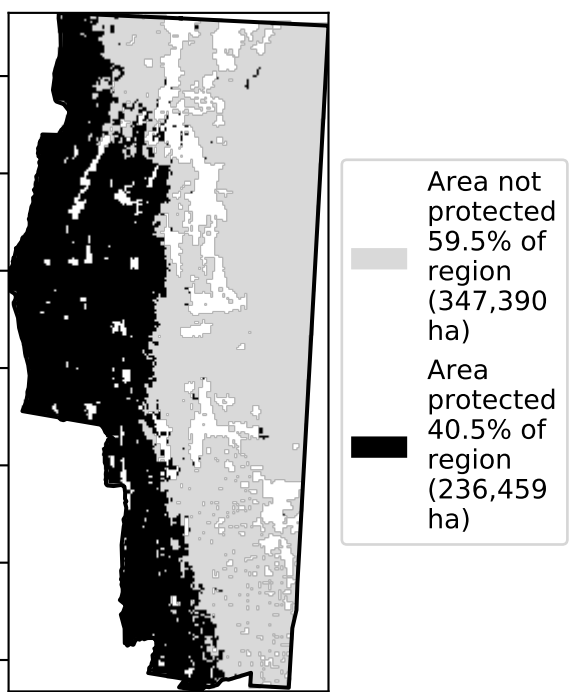 Area not
protected
59.5% of
region
(347,390
ha)
Area
protected
40.5% of
region
(236,459
ha)